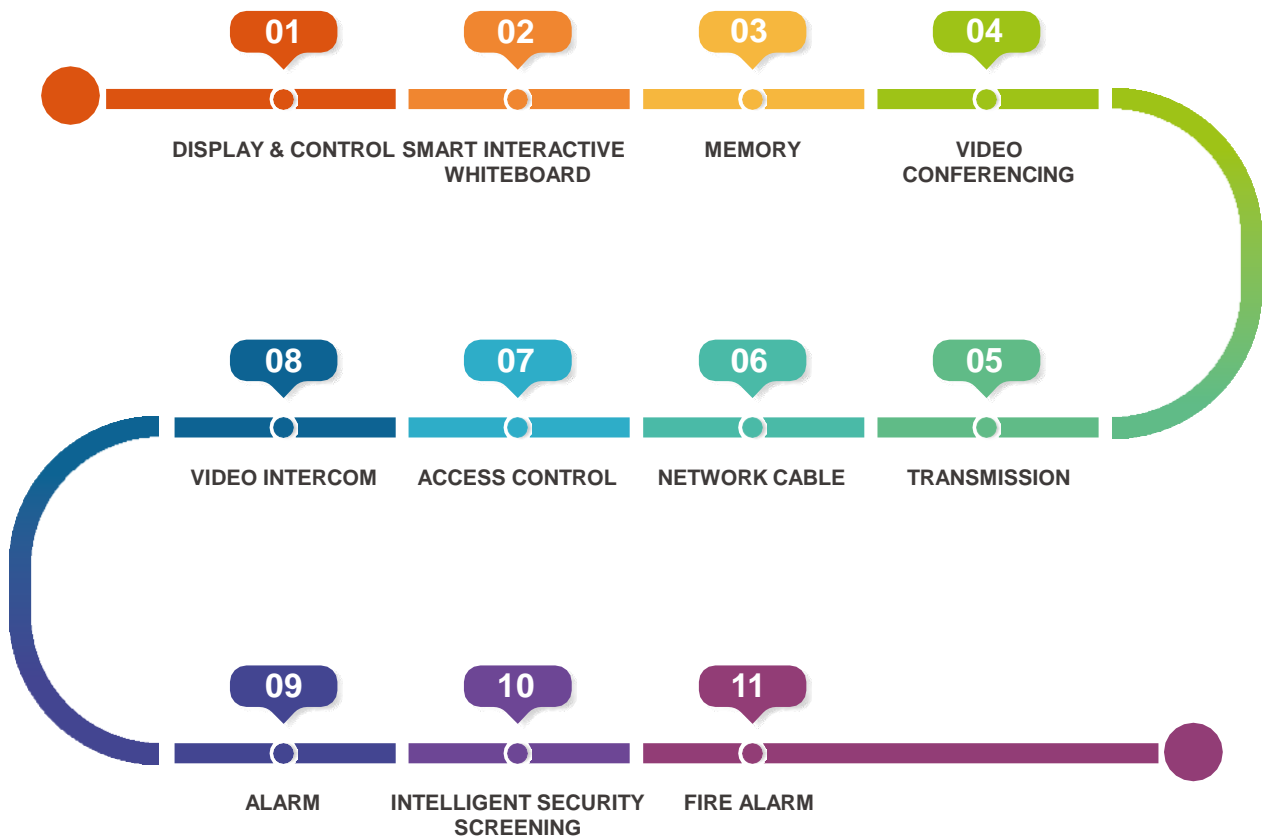 01
02
03
04
DISPLAY & CONTROL
SMART INTERACTIVE
WHITEBOARD
MEMORY
VIDEO
CONFERENCING
08
07
06
05
VIDEO INTERCOM
ACCESS CONTROL
NETWORK CABLE
TRANSMISSION
09
10
11
ALARM
INTELLIGENT SECURITY
SCREENING
FIRE ALARM